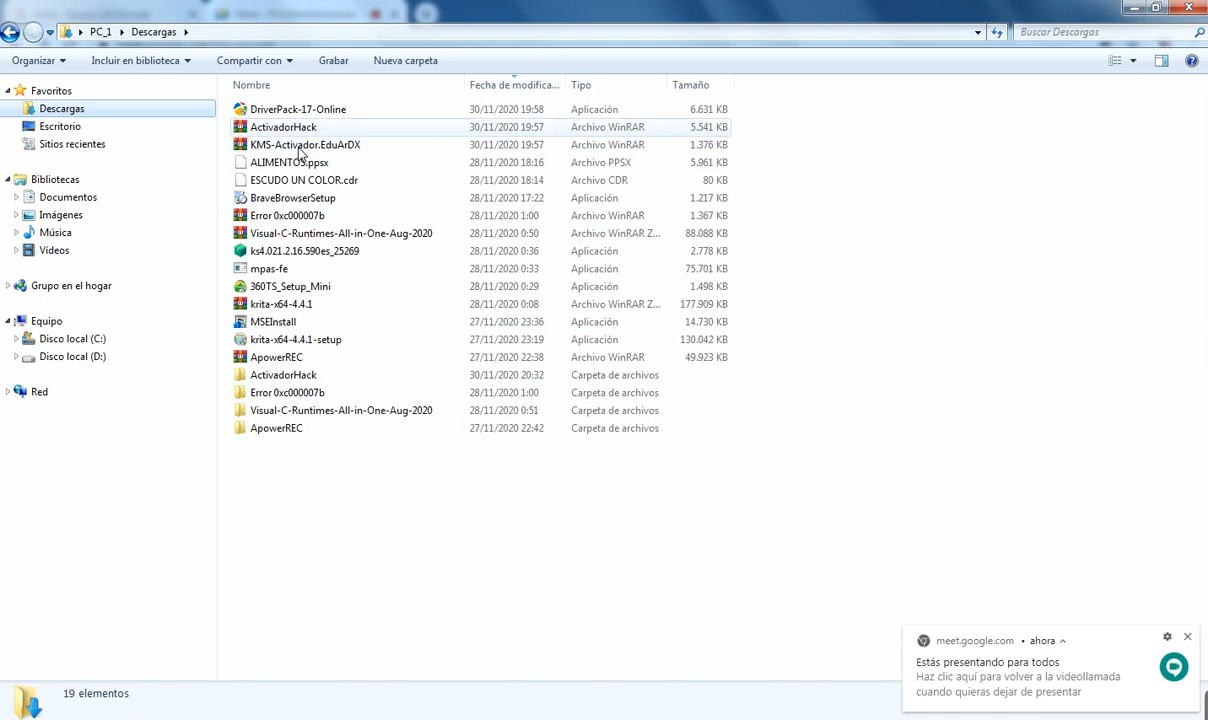 PC_1 Descargas
Buscar Descargas
Organizar Incluir en biblioteca Compartir con Grabar Nueva carpeta
Favoritos
Descargas
Escritorio
Sitios recientes
Bibliotecas
Documentos
Imágenes
Música
Vídeos
Grupo en el hogar
Equipo
Disco local (C:)
Disco local (D:)
Red
Nombre Fecha de modifica... Tipo Tamaño
DriverPack-17-Online 30/11/2020 19:58 Aplicación 6.631 KB
ActivadorHack 30/11/2020 19:57 Archivo WinRAR 5.541 KB
KMS-Activador.EduArDX 30/11/2020 19:57 Archivo WinRAR 1.376 KB
ALIMENTOS.ppsx 28/11/2020 18:16 Archivo PPSX 5.961 KB
ESCUDO UN COLOR.cdr 28/11/2020 18:14 Archivo CDR 80 KB
BraveBrowserSetup 28/11/2020 17:22 Aplicación 1.217 KB
Error 0xc000007b 28/11/2020 1:00 Archivo WinRAR 1.367 KB
Visual-C-Runtimes-All-in-One-Aug-2020 28/11/2020 0:50 Archivo WinRAR Z... 88.088 KB
ks4.021.2.16.590es_25269 28/11/2020 0:36 Aplicación 2.778 KB
mpas-fe 28/11/2020 0:33 Aplicación 75.701 KB
360TS_Setup_Mini 28/11/2020 0:29 Aplicación 1.498 KB
krita-x64-4.4.1 28/11/2020 0:08 Archivo WinRAR Z... 177.909 KB
MSEInstall 27/11/2020 23:36 Aplicación 14.730 KB
krita-x64-4.4.1-setup 27/11/2020 23:19 Aplicación 130.042 KB
ApowerREC 27/11/2020 22:38 Archivo WinRAR 49.923 KB
ActivadorHack 30/11/2020 20:32 Carpeta de archivos
Error 0xc000007b 28/11/2020 1:00 Carpeta de archivos
Visual-C-Runtimes-All-in-One-Aug-2020 28/11/2020 0:51 Carpeta de archivos
ApowerREC 27/11/2020 22:42 Carpeta de archivos
meet.google.com • ahora
Estás presentando para todos
Haz clic aquí para volver a la videollamada
cuando quieras dejar de presentar
19 elementos